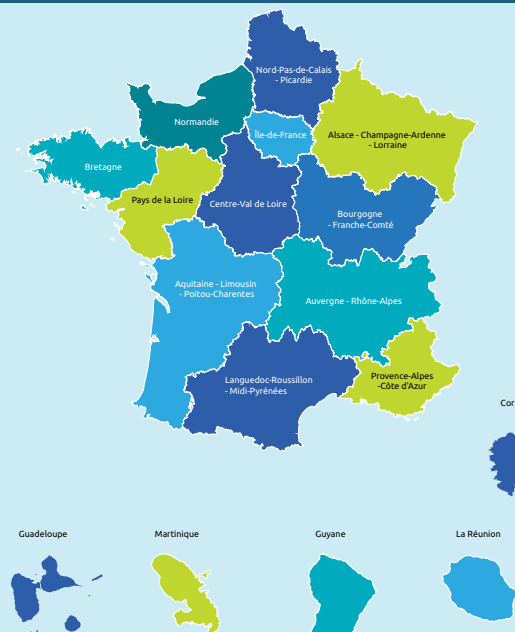 Nord-Pas-de-Calais
- Picardie
Normandie
Île-de-France
Alsace - Champagne-Ardenne
- Lorraine
Bretagne
Pays de la Loire
Centre-Val de Loire
Bourgogne
- Franche-Comté
Aquitaine - Limousin
- Poitou-Charentes
Auvergne - Rhône-Alpes
Languedoc-Roussillon
- Midi-Pyrénées
Provence-Alpes
-Côte d'Azur
Cor
Guadeloupe
Martinique
Guyane
La Réunion